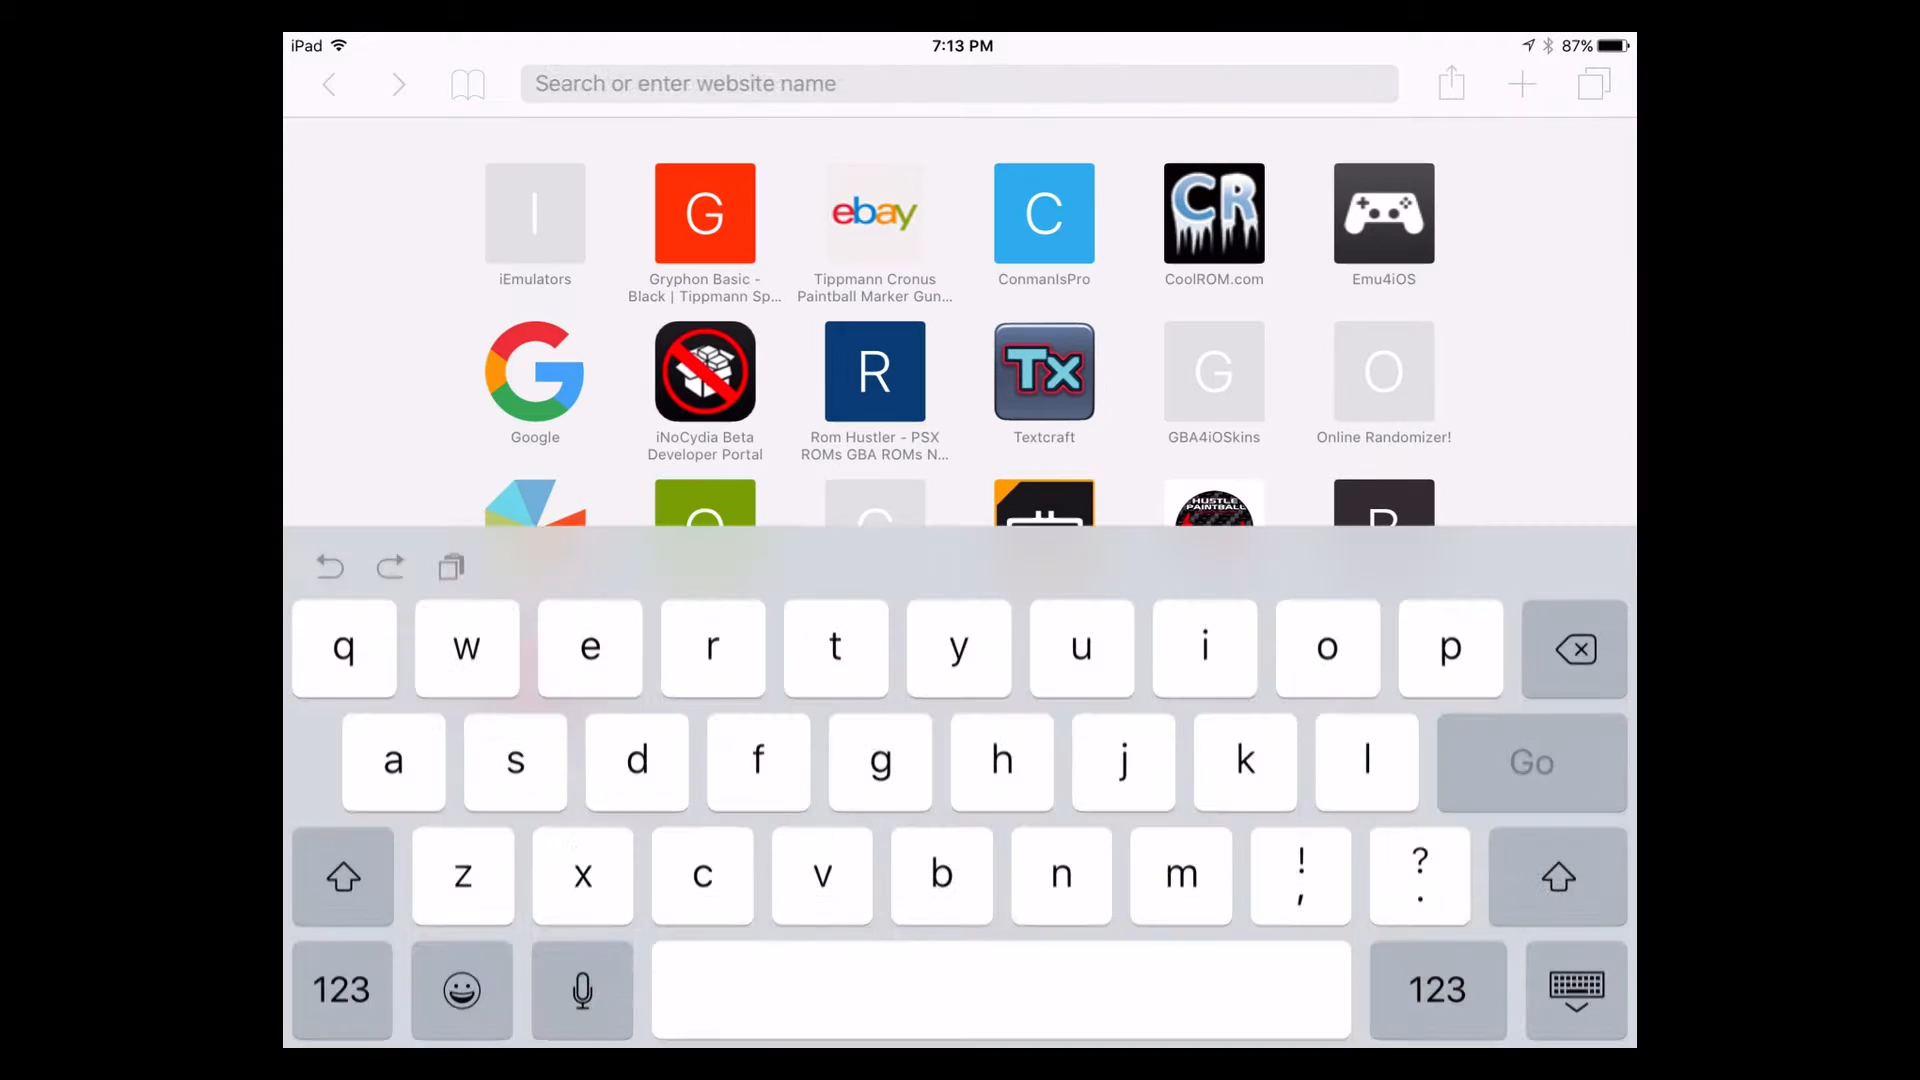 iPad
7:13 PM
87%
Search or enter website name
I
G
ebay
C
CR
iEmulators
Gryphon Basic -
Black | Tippmann Sp...
Tippmann Cronus
Paintball Marker Gun...
ConmanIsPro
CoolROM.com
Emu4iOS
R
Tx
G
O
Google
iNoCydia Beta
Developer Portal
Rom Hustler - PSX
ROMs GBA ROMs N...
Textcraft
GBA4iOSkins
Online Randomizer!
HUSTLE
PAINTBALL
q w e r t y u i o p
a s d f g h j k l Go
z x c v b n m ! , ? .
123 123